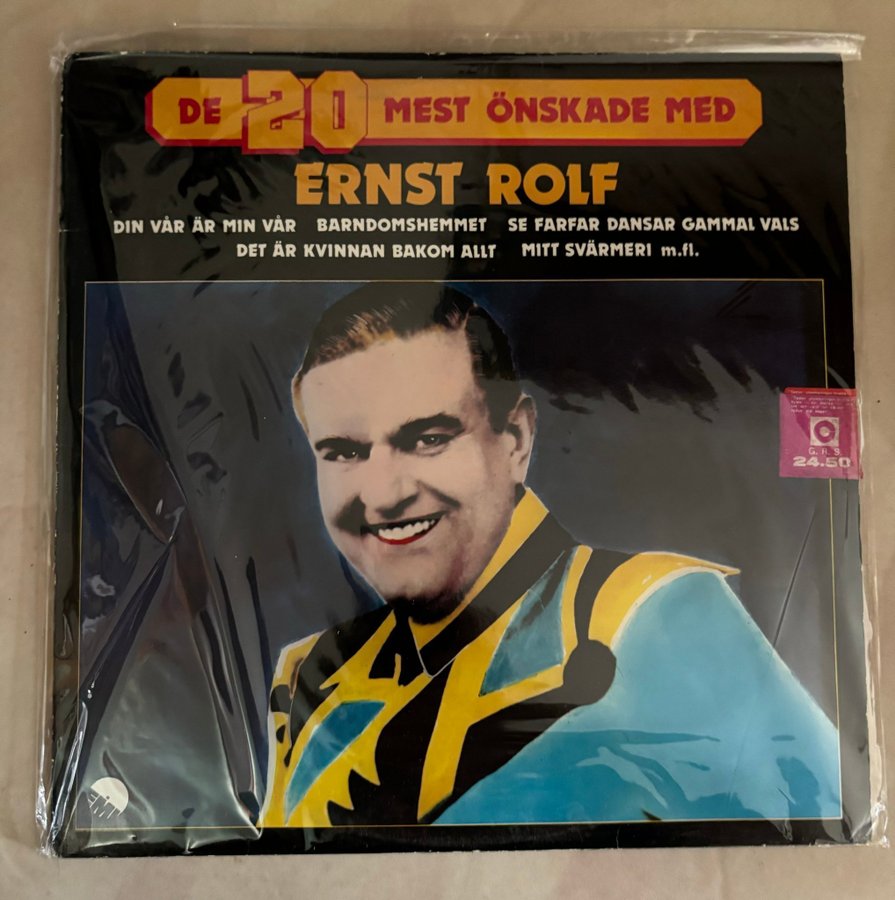 DE 20 MEST ÖNSKADE MED
ERNST ROLF
DIN VÅR ÄR MIN VÅR BARNDOMSHEMMET SE FARFAR DANSAR GAMMAL VALS
DET ÄR KVINNAN BAKOM ALLT MITT SVÄRMERI m.fl.
G. H. 9.
24.50